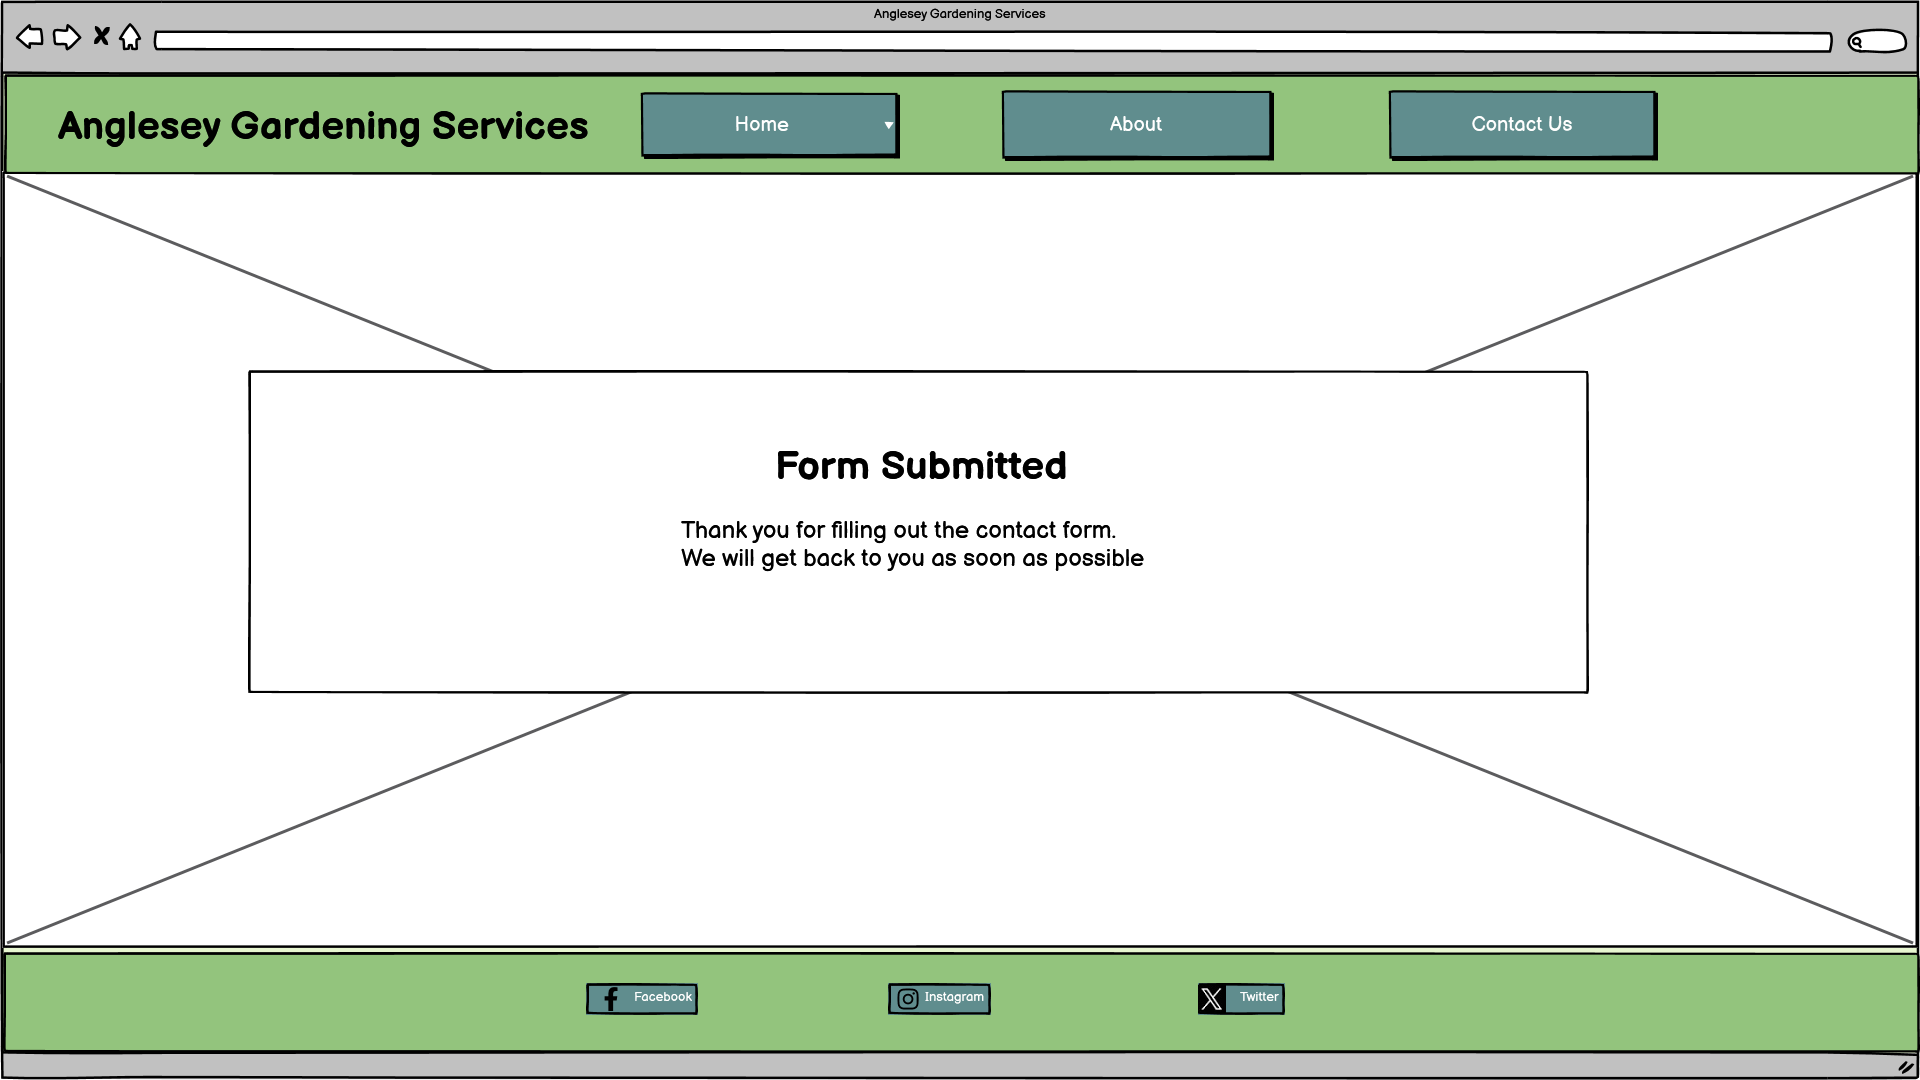 Anglesey Gardening Services
Anglesey Gardening Services
Home
About
Contact Us
Form Submitted
Thank you for filling out the contact form.
We will get back to you as soon as possible
Facebook
Instagram
Twitter